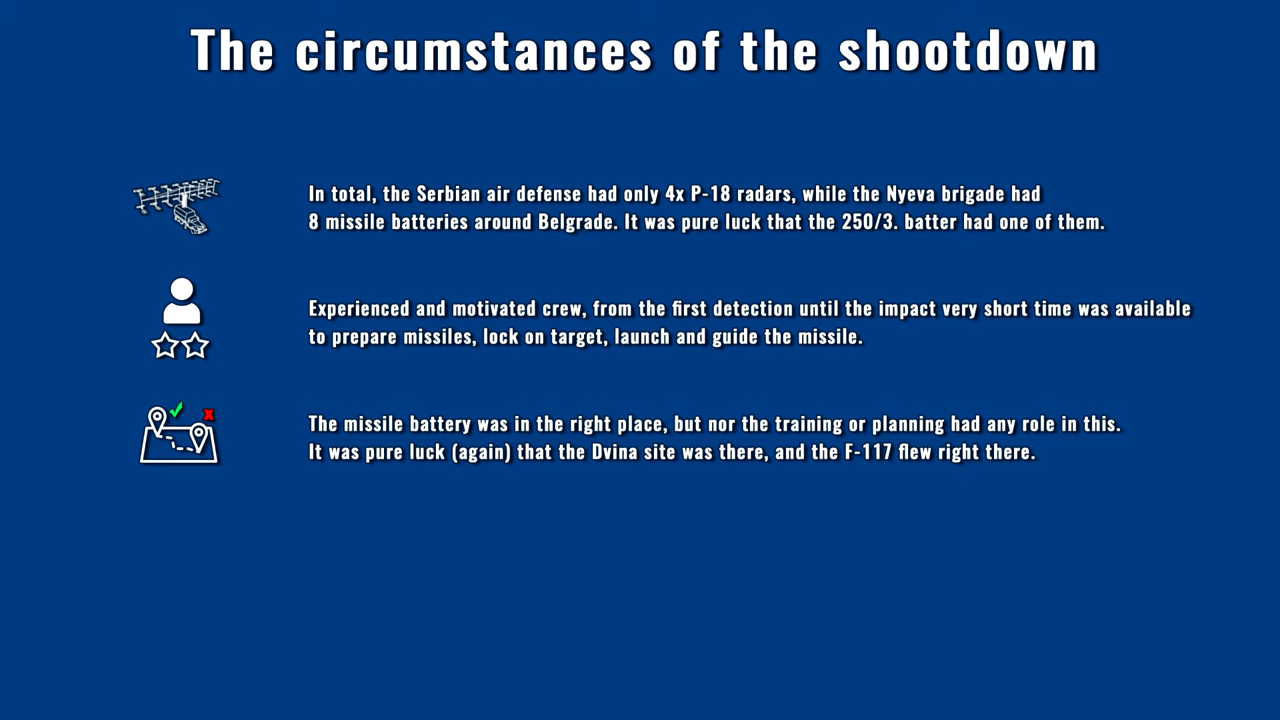 The circumstances of the shootdown
In total, the Serbian air defense had only 4x P-18 radars, while the Nyeva brigade had
8 missile batteries around Belgrade. It was pure luck that the 250/3. batter had one of them.
Experienced and motivated crew, from the first detection until the impact very short time was available
to prepare missiles, lock on target, launch and guide the missile.
The missile battery was in the right place, but nor the training or planning had any role in this.
It was pure luck (again) that the Dvina site was there, and the F-117 flew right there.